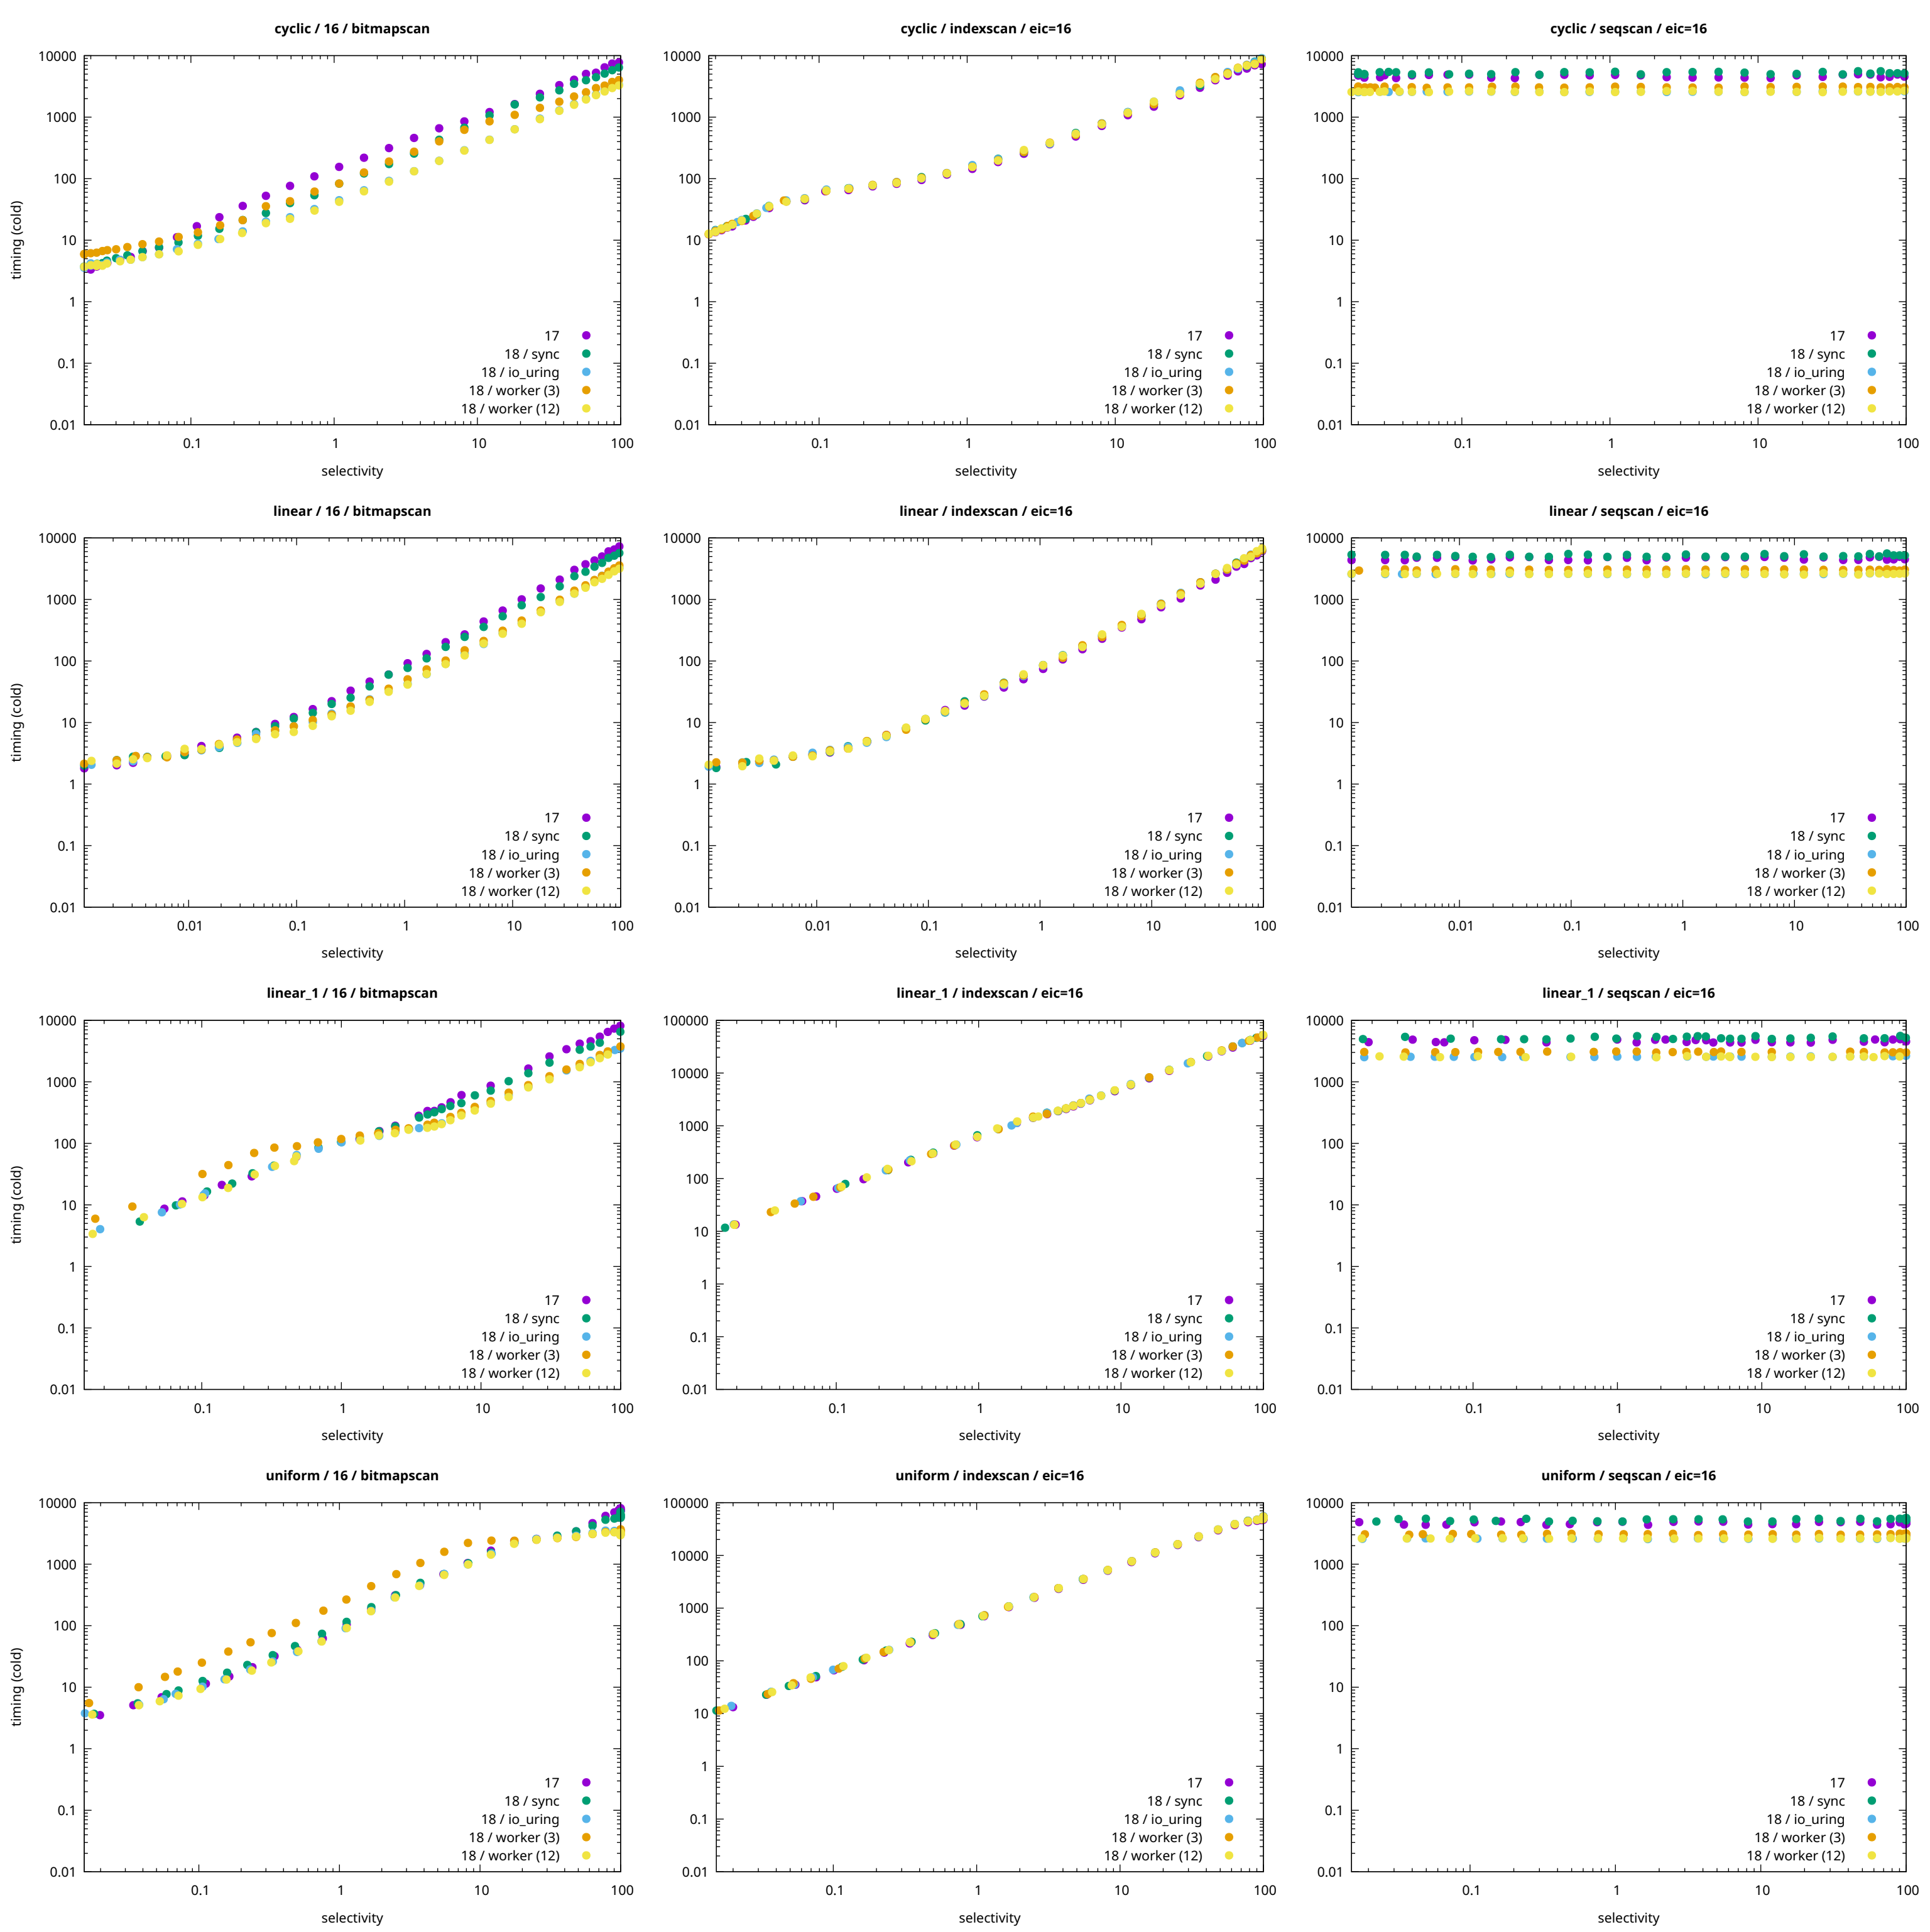 cyclic / 16 / bitmapscan
timing (cold)
10000
1000
100
10
1
0.1
0.01
17
18 / sync
18 / io_uring
18 / worker (3)
18 / worker (12)
0.1 1 10 100
selectivity
cyclic / indexscan / eic=16
10000
1000
100
10
1
0.1
0.01
17
18 / sync
18 / io_uring
18 / worker (3)
18 / worker (12)
0.1 1 10 100
selectivity
cyclic / seqscan / eic=16
10000
1000
100
10
1
0.1
0.01
17
18 / sync
18 / io_uring
18 / worker (3)
18 / worker (12)
0.1 1 10 100
selectivity
linear / 16 / bitmapscan
timing (cold)
10000
1000
100
10
1
0.1
0.01
17
18 / sync
18 / io_uring
18 / worker (3)
18 / worker (12)
0.01 0.1 1 10 100
selectivity
linear / indexscan / eic=16
10000
1000
100
10
1
0.1
0.01
17
18 / sync
18 / io_uring
18 / worker (3)
18 / worker (12)
0.01 0.1 1 10 100
selectivity
linear / seqscan / eic=16
10000
1000
100
10
1
0.1
0.01
17
18 / sync
18 / io_uring
18 / worker (3)
18 / worker (12)
0.01 0.1 1 10 100
selectivity
linear_1 / 16 / bitmapscan
timing (cold)
10000
1000
100
10
1
0.1
0.01
17
18 / sync
18 / io_uring
18 / worker (3)
18 / worker (12)
0.1 1 10 100
selectivity
linear_1 / indexscan / eic=16
100000
10000
1000
100
10
1
0.1
0.01
17
18 / sync
18 / io_uring
18 / worker (3)
18 / worker (12)
0.1 1 10 100
selectivity
linear_1 / seqscan / eic=16
10000
1000
100
10
1
0.1
0.01
17
18 / sync
18 / io_uring
18 / worker (3)
18 / worker (12)
0.1 1 10 100
selectivity
uniform / 16 / bitmapscan
timing (cold)
10000
1000
100
10
1
0.1
0.01
17
18 / sync
18 / io_uring
18 / worker (3)
18 / worker (12)
0.1 1 10 100
selectivity
uniform / indexscan / eic=16
100000
10000
1000
100
10
1
0.1
0.01
17
18 / sync
18 / io_uring
18 / worker (3)
18 / worker (12)
0.1 1 10 100
selectivity
uniform / seqscan / eic=16
10000
1000
100
10
1
0.1
0.01
17
18 / sync
18 / io_uring
18 / worker (3)
18 / worker (12)
0.1 1 10 100
selectivity